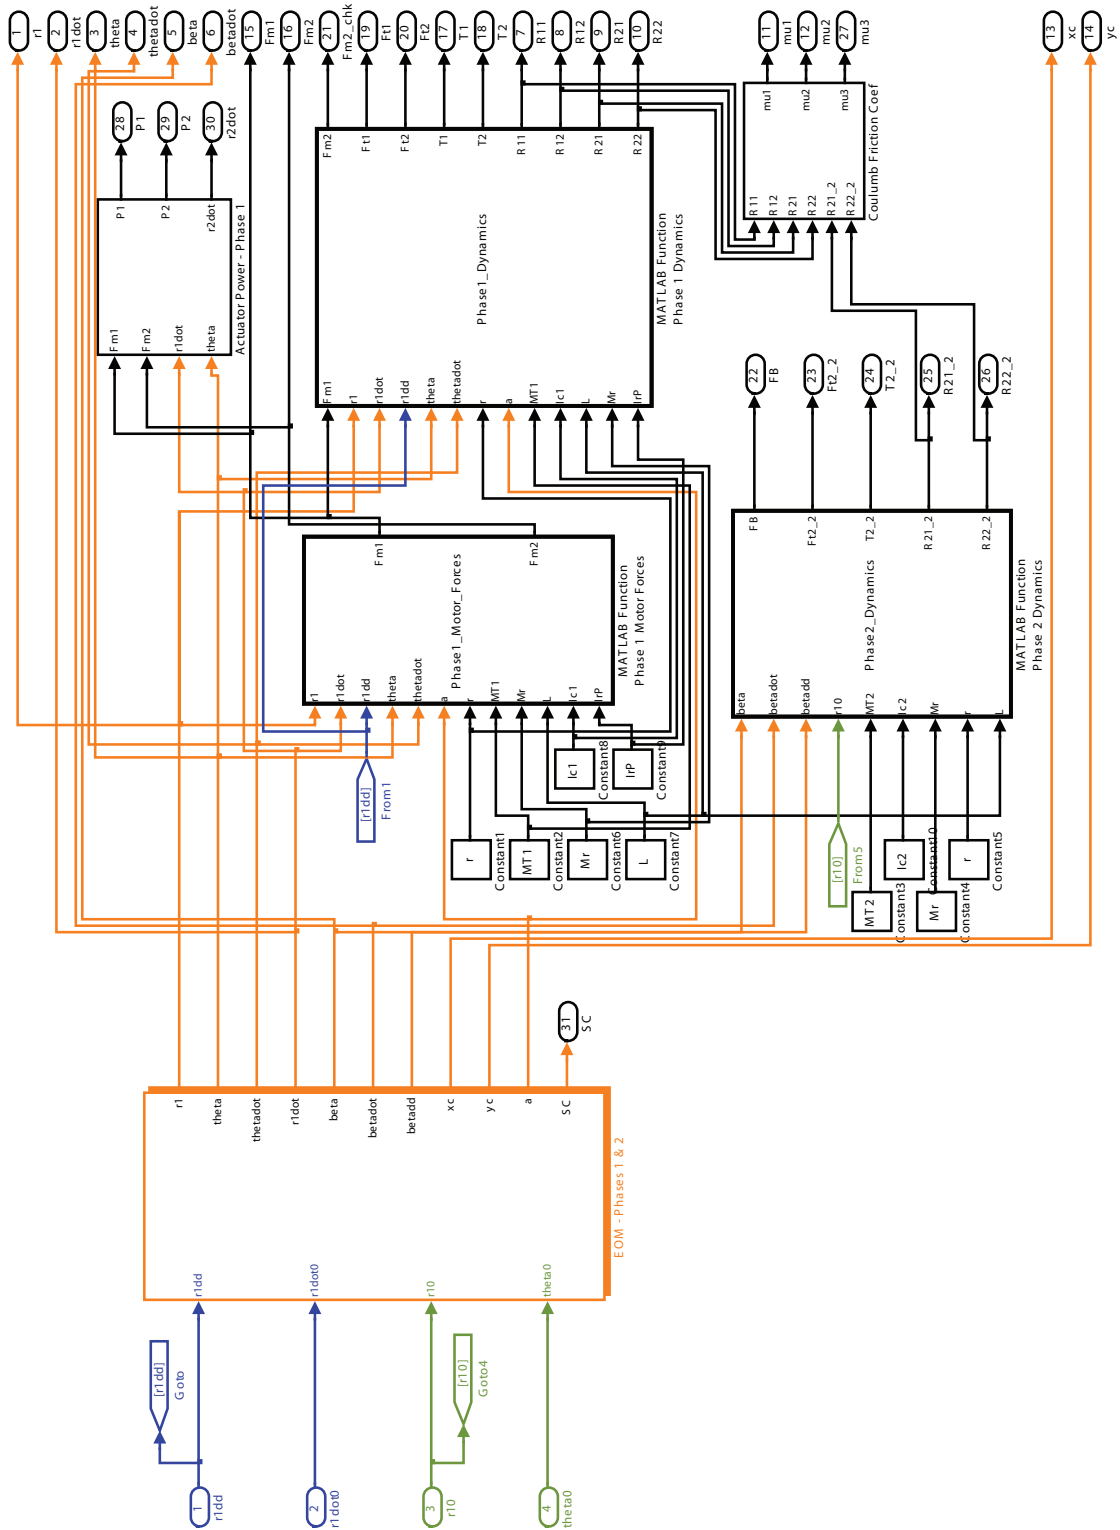 1
r1dd
2
r1dot0
3
r10
4
theta0
[r1dd]
Goto
[r10]
Goto4
r1dd
r1dot0
r10
theta0
r1
theta
thetadot
r1dot
beta
betadot
betadd
xc
yc
a
SC
EOM - Phases 1 & 2
31
SC
[r1dd]
From1
r
Constant1
MT1
Constant2
Mr
Constant6
L
Constant7
Ic1
Constant8
IrP
Constant9
[r10]
From5
MT2
Constant3
Ic2
Constant10
Mr
Constant4
r
Constant5
r1
r1dot
r1dd
theta
thetadot
a
r
MT1
Mr
L
Ic1
IrP
Phase1_Motor_Forces
Fm1
Fm2
MATLAB Function
Phase 1 Motor Forces
beta
betadot
betadd
r10
MT2
Ic2
Mr
r
L
Phase2_Dynamics
FB
Ft2_2
T2_2
R21_2
R22_2
MATLAB Function
Phase 2 Dynamics
Fm1
Fm2
r1dot
theta
P1
P2
r2dot
Actuator Power - Phase 1
Fm1
r1
r1dot
r1dd
theta
thetadot
r
a
MT1
Ic1
L
Mr
IrP
Phase1_Dynamics
Fm2
Ft1
Ft2
T1
T2
R11
R12
R21
R22
MATLAB Function
Phase 1 Dynamics
22
FB
23
Ft2_2
24
T2_2
25
R21_2
26
R22_2
R11
R12
R21
R22
R21_2
R22_2
mu1
mu2
mu3
Coulumb Friction Coef
28
P1
29
P2
30
r2dot
1
r1
2
r1dot
3
theta
4
thetadot
5
beta
6
betadot
15
Fm1
16
Fm2
21
Fm2_chk
19
Ft1
20
Ft2
17
T1
18
T2
7
R11
8
R12
9
R21
10
R22
11
mu1
12
mu2
27
mu3
13
xc
14
yc